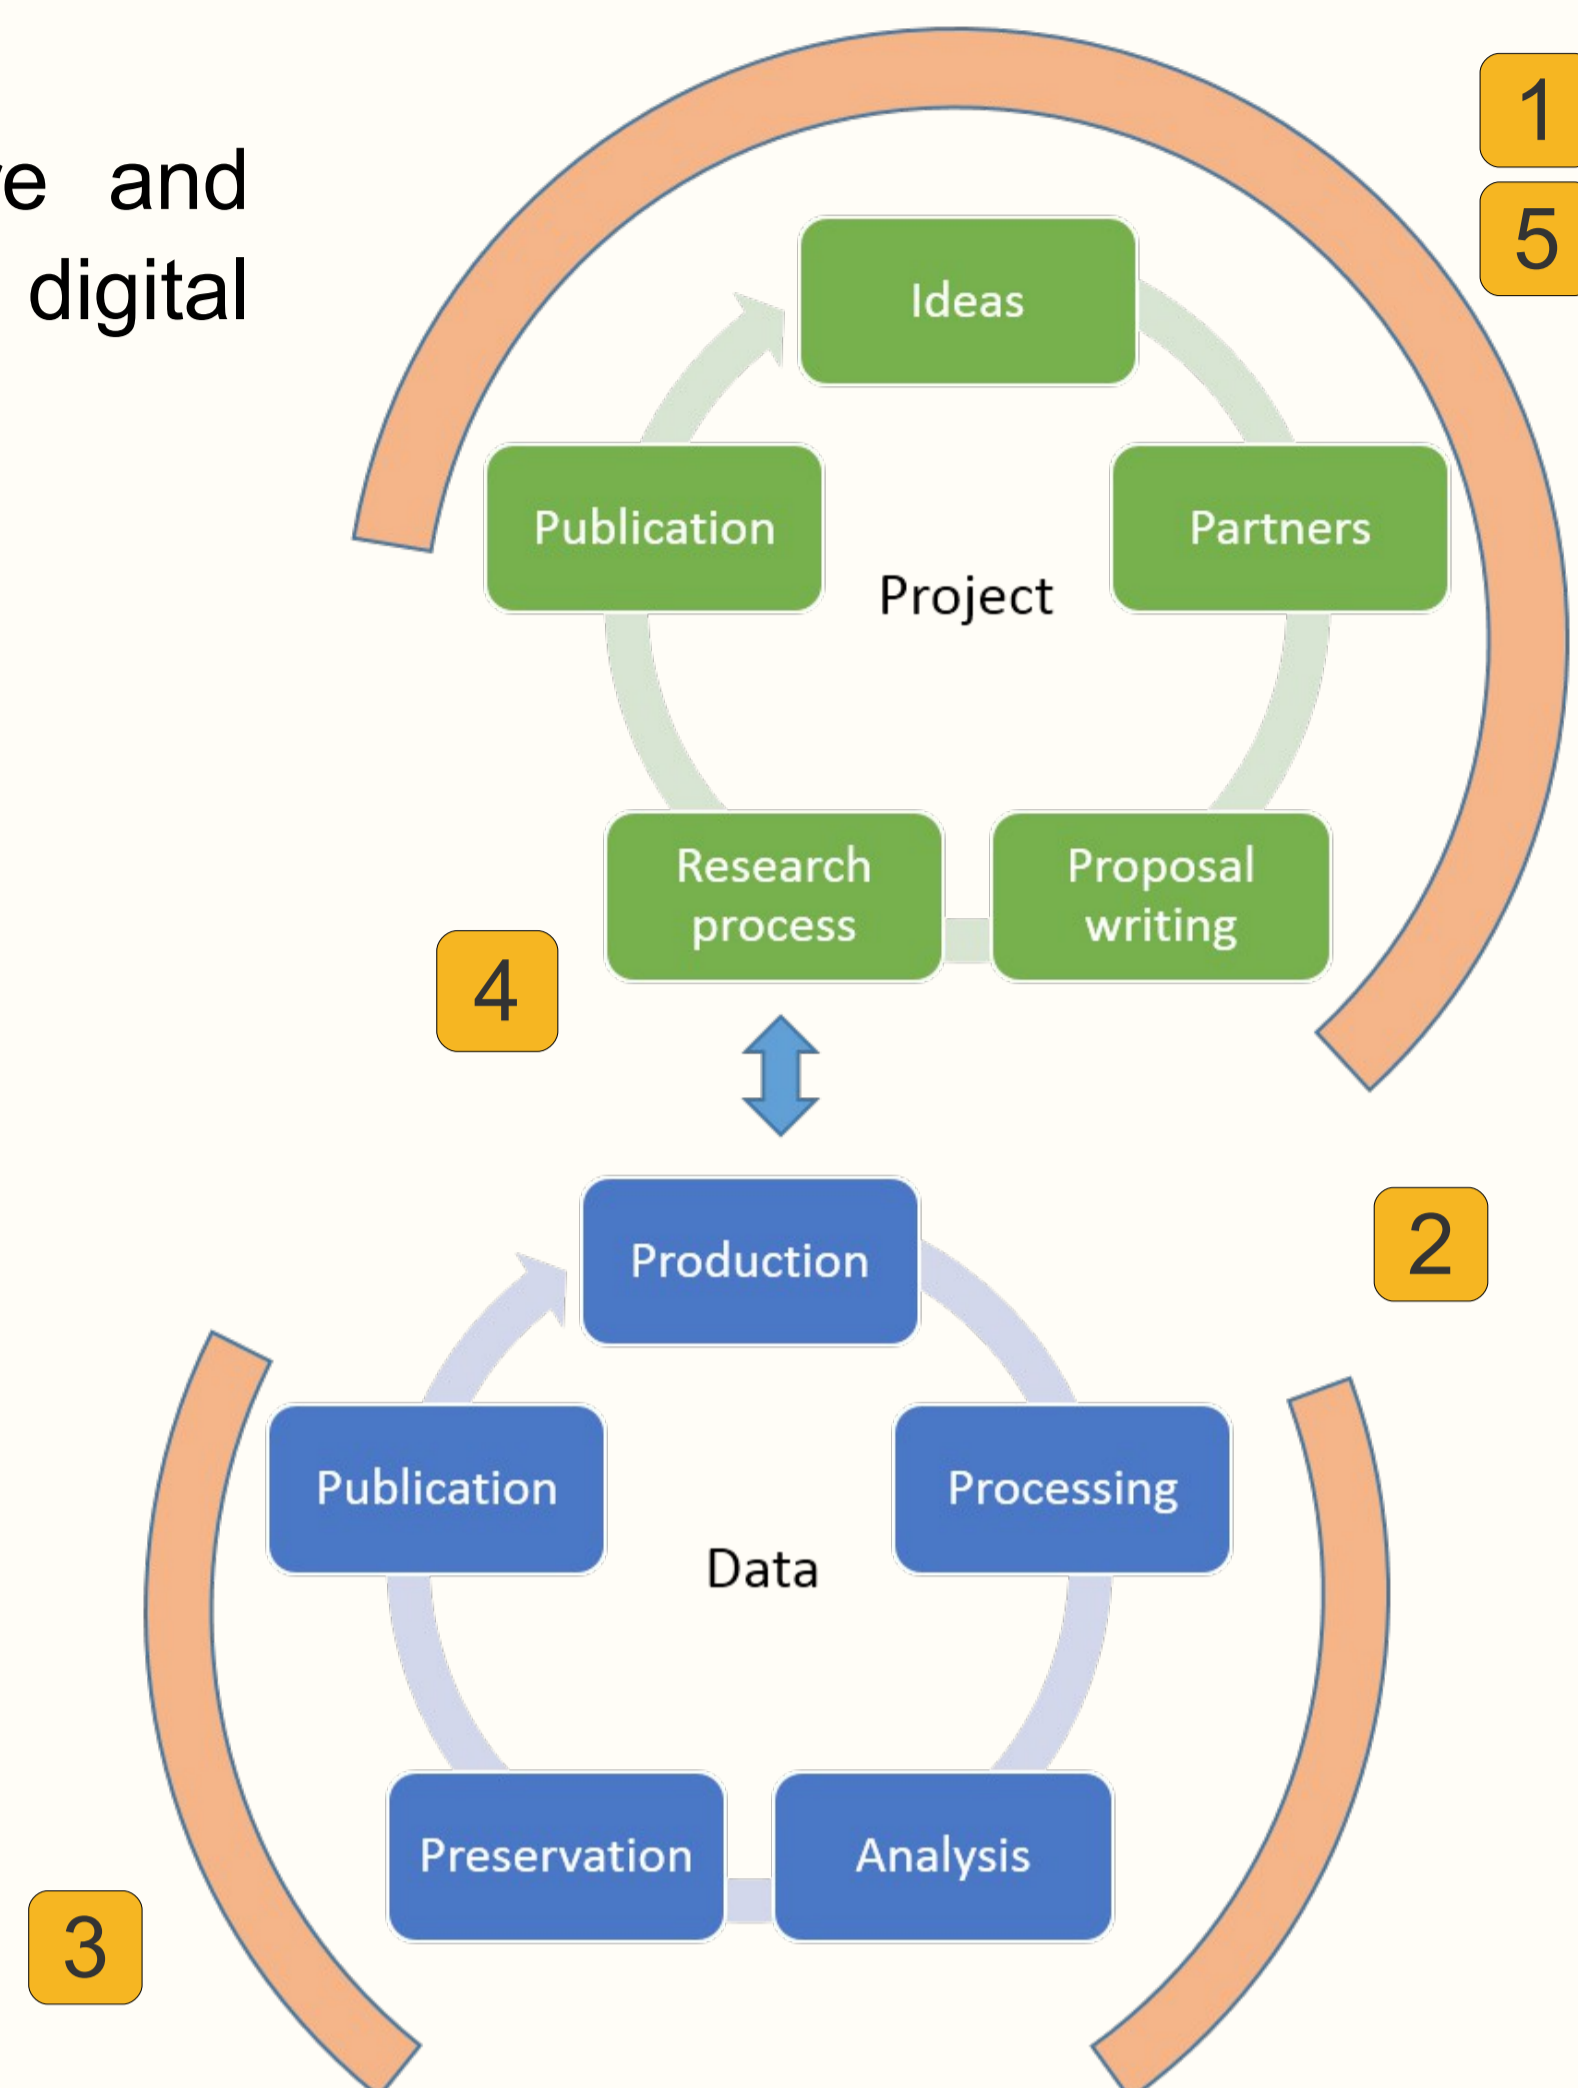 and
digital
1
5
Ideas
Publication
Partners
Project
Research
process
Proposal
writing
4
Production
2
Publication
Processing
Data
Preservation
Analysis
3